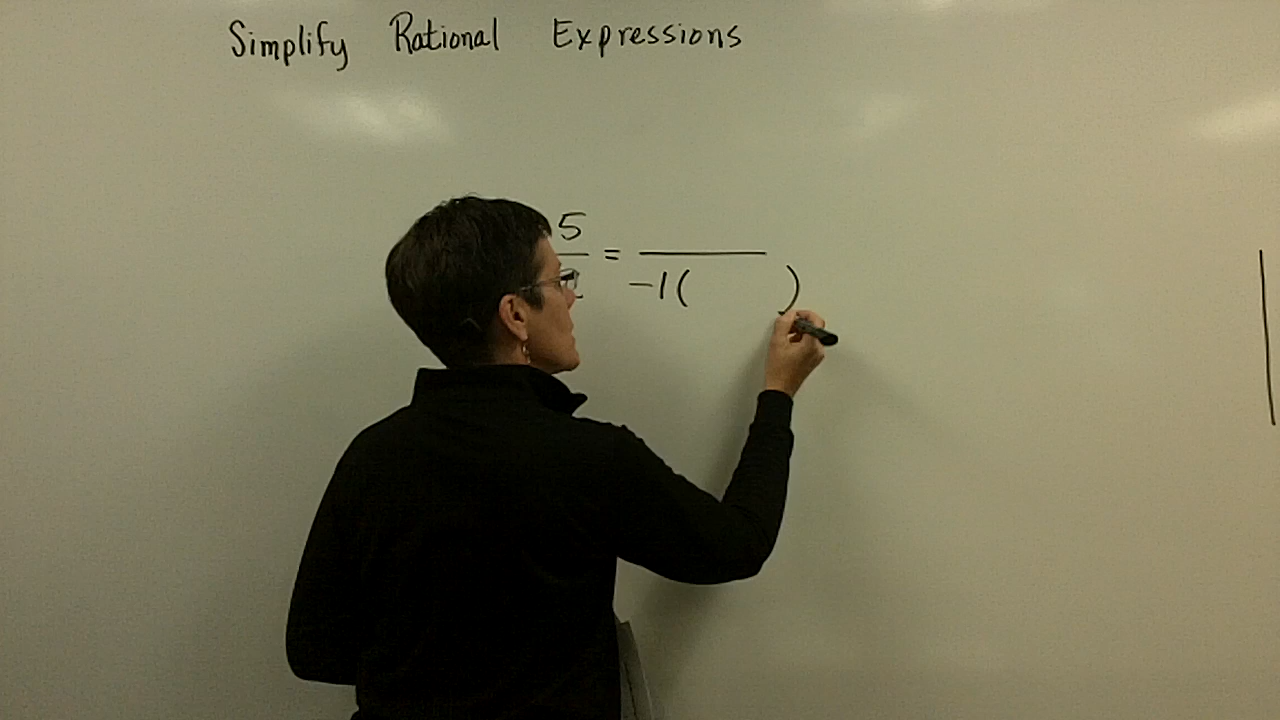 Simplify Rational Expressions
5 =
-1( )